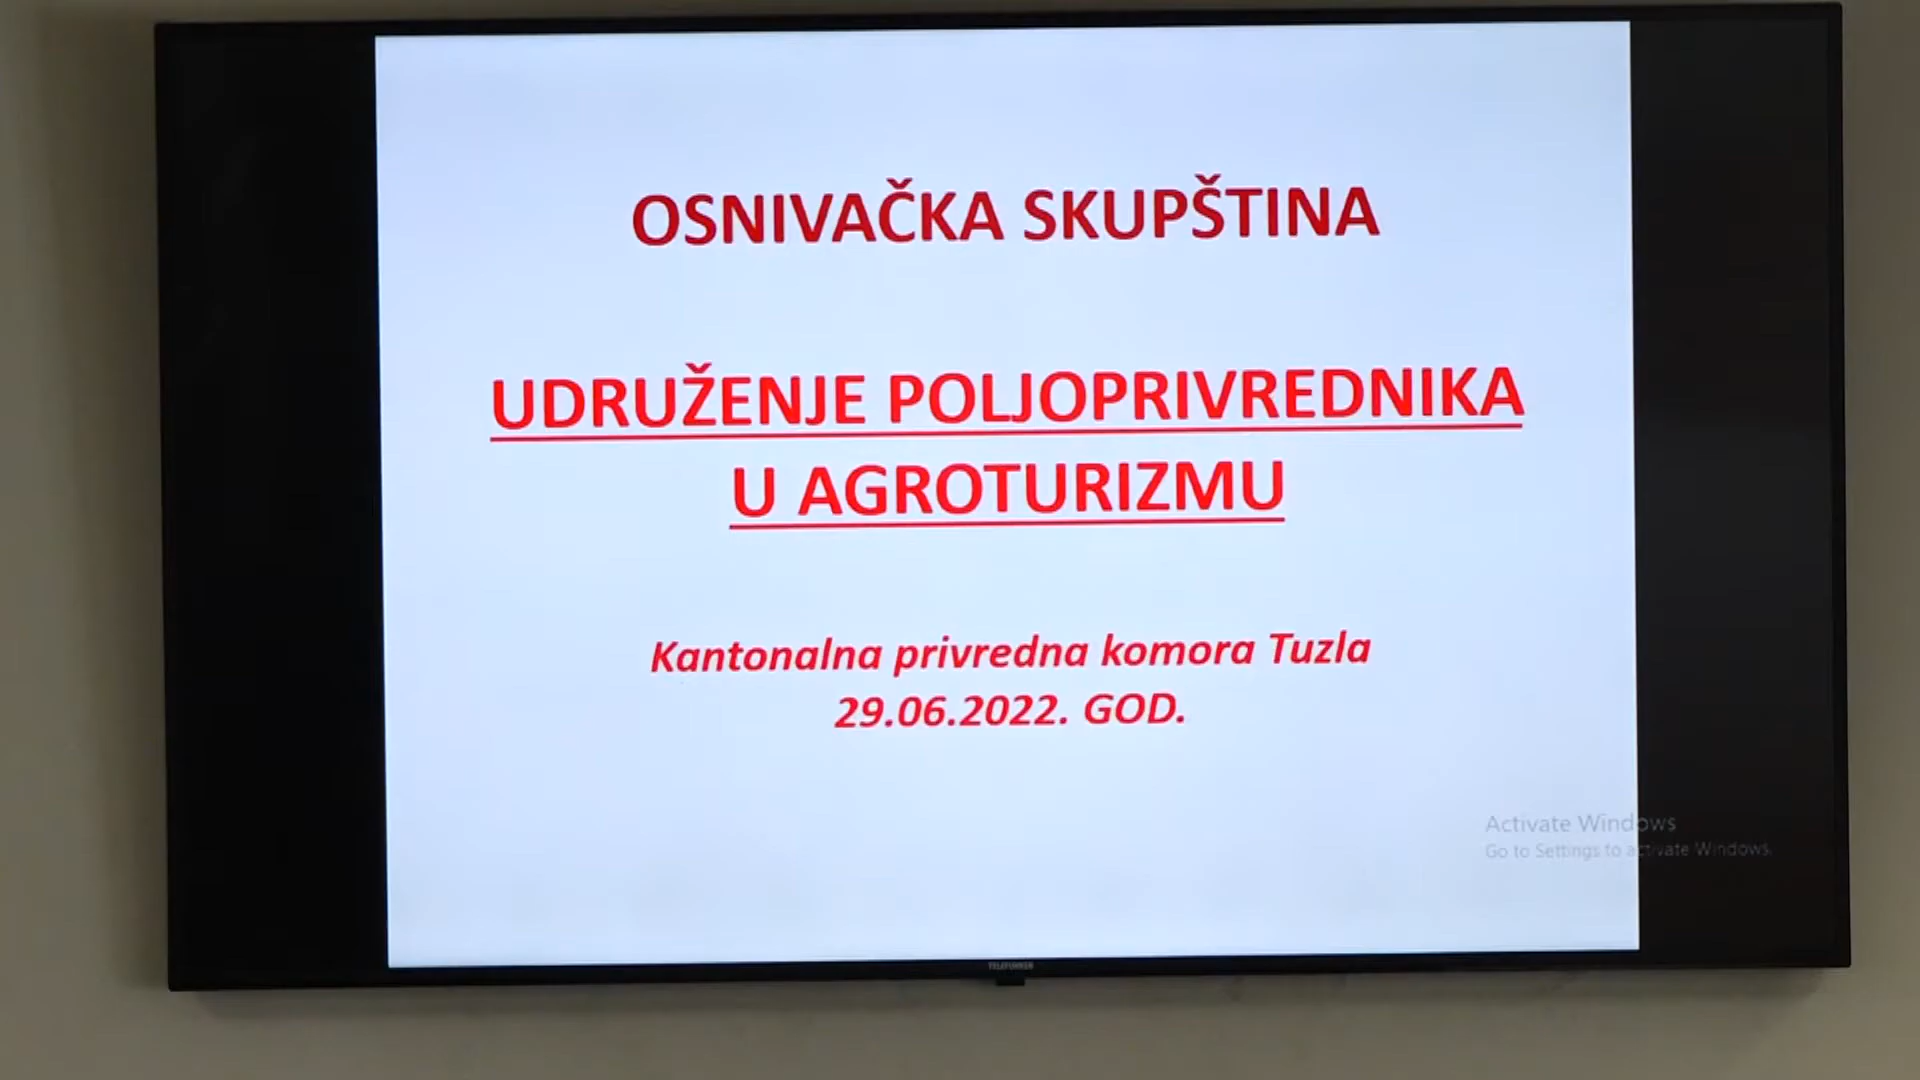 OSNIVAČKA SKUPŠTINA
UDRUŽENJE POLJOPRIVREDNIKA
U AGROTURIZMU
Kantonalna privredna komora Tuzla
29.06.2022. GOD.
Activate Windows
Go to Settings to activate Windows.
TELEFUNKEN